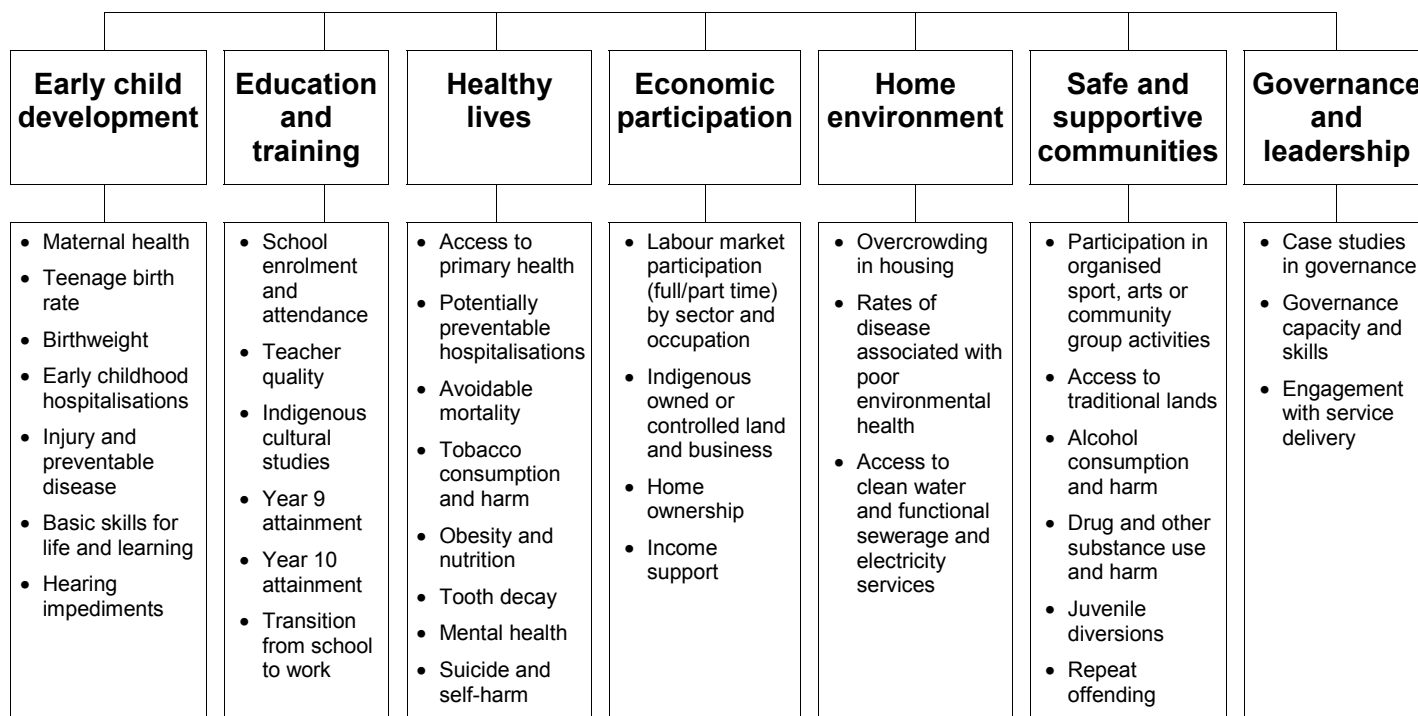 Early child
development
Education
and
training
Healthy
lives
Economic
participation
Home
environment
Safe and
supportive
communities
Governance
and
leadership
• Maternal health
• Teenage birth
rate
• Birthweight
• Early childhood
hospitalisations
• Injury and
preventable
disease
• Basic skills for
life and learning
• Hearing
impediments
• School
enrolment
and
attendance
• Teacher
quality
• Indigenous
cultural
studies
• Year 9
attainment
• Year 10
attainment
• Transition
from school
to work
• Access to
primary health
• Potentially
preventable
hospitalisations
• Avoidable
mortality
• Tobacco
consumption
and harm
• Obesity and
nutrition
• Tooth decay
• Mental health
• Suicide and
self-harm
• Labour market
participation
(full/part time)
by sector and
occupation
• Indigenous
owned or
controlled land
and business
• Home
ownership
• Income
support
• Overcrowding
in housing
• Rates of
disease
associated with
poor
environmental
health
• Access to
clean water
and functional
sewerage and
electricity
services
• Participation in
organised
sport, arts or
community
group activities
• Access to
traditional lands
• Alcohol
consumption
and harm
• Drug and other
substance use
and harm
• Juvenile
diversions
• Repeat
offending
• Case studies
in governance
• Governance
capacity and
skills
• Engagement
with service
delivery